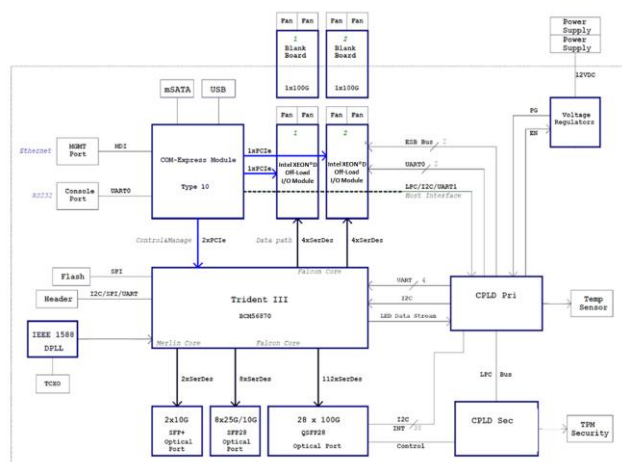 Fan Fan
Fan Fan
1
Blank
Board
1x100G
2
Blank
Board
1x100G
Power
Supply
Power
Supply
12VDC
mSATA
USB
Fan Fan
Fan Fan
PG
EN
Voltage
Regulators
Ethernet
MGMT
Port
MDI
COM-Express Module
Type 10
1xPCIe
1xPCIe
1
Intel XEON®D
Off-Load
I/O Module
2
Intel XEON®D
Off-Load
I/O Module
ESB Bus
2
UART0
2
RS232
Console
Port
UART0
LPC/I2C/UART1
Host Interface
Control&Manage
2xPCIe
Data path
4xSerDes
4xSerDes
Flash
SPI
Falcon Core
Header
I2C/SPI/UART
Trident III
BCM56870
UART
4
I2C
LED Data Stream
CPLD Pri
Temp
Sensor
IEEE 1588
DPLL
Merlin Core
Falcon Core
TCXO
2xSerDes
8xSerDes
112xSerDes
LPC
Bus
2x10G
SFP+
Optical
Port
8x25G/10G
SFP28
Optical
Port
28 x 100G
QSFP28
Optical Port
I2C
INT
Control
CPLD Sec
TPM
Security